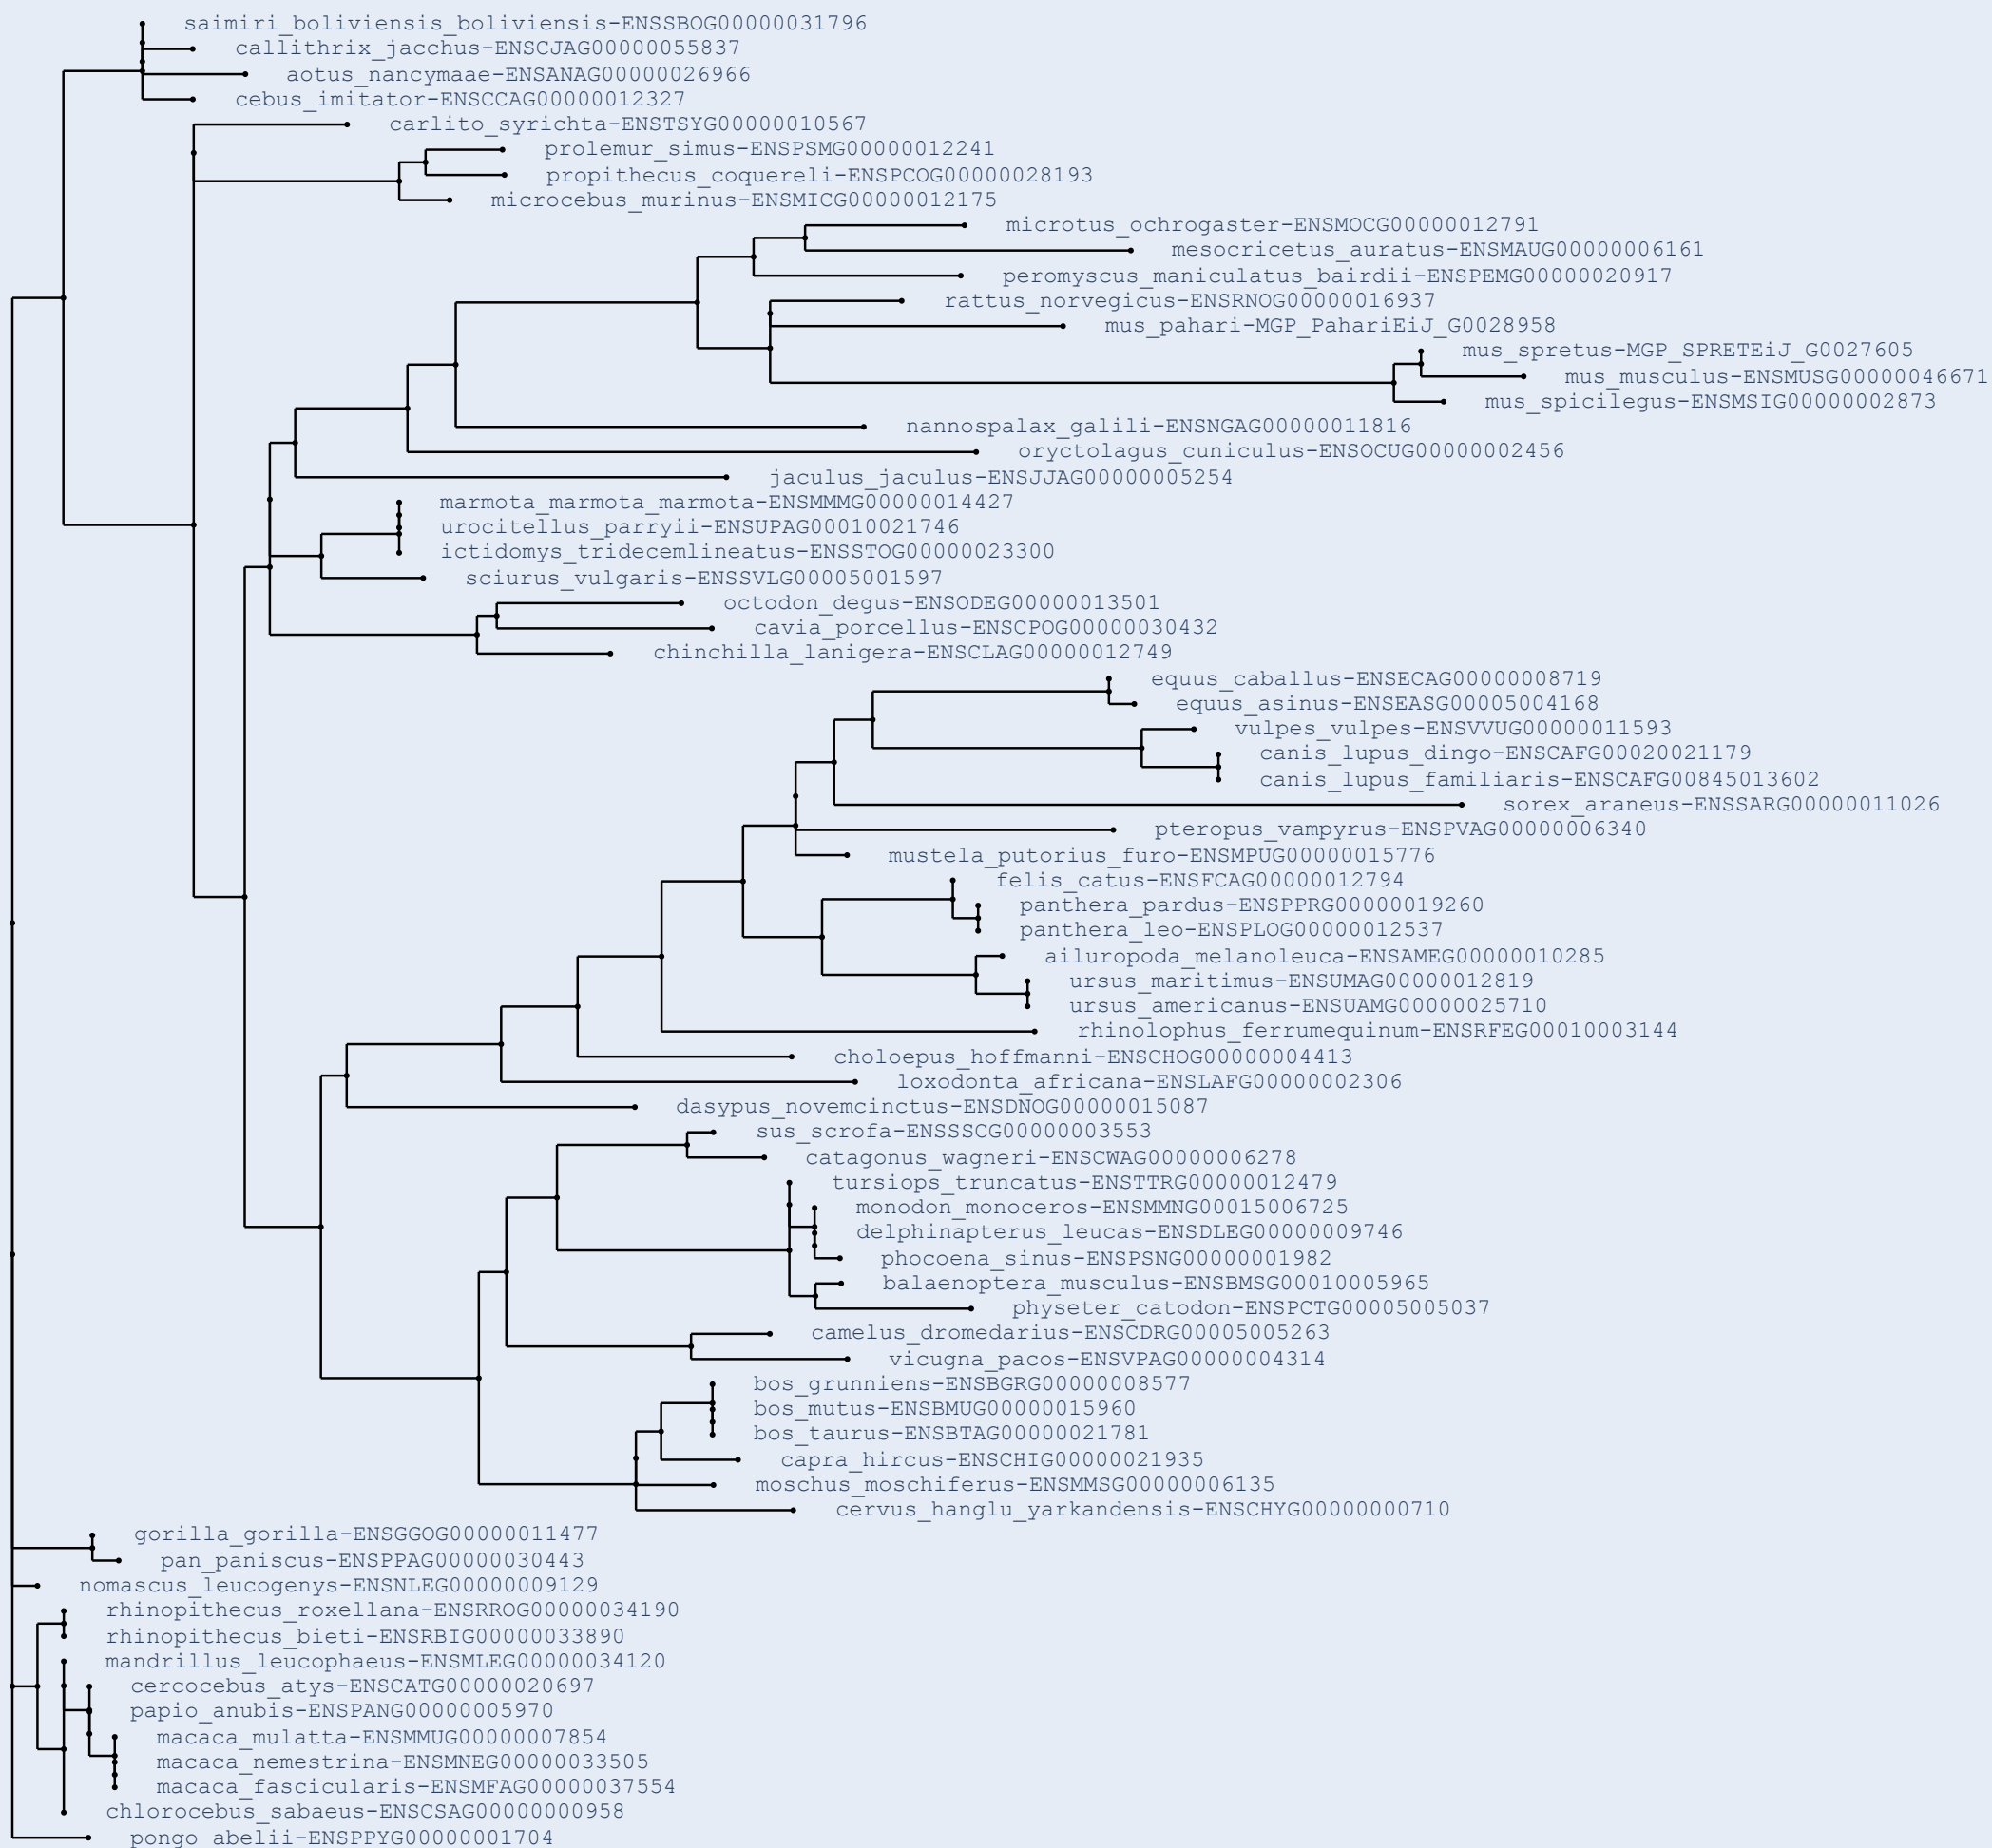 saimiri_boliviensis_boliviensis-ENSSBOG00000031796
callithrix_jacchus-ENSCJAG00000055837
aotus_nancymaae-ENSANAG00000026966
cebus_imitator-ENSCCAG00000012327
carlito_syrichta-ENSTSYG00000010567
prolemur_simus-ENSPSMG00000012241
propithecus_coquereli-ENSPCOG00000028193
microcebus_murinus-ENSMICG00000012175
microtus_ochrogaster-ENSMOCG00000012791
mesocricetus_auratus-ENSMAUG00000006161
peromyscus_maniculatus_bairdii-ENSPEMG00000020917
rattus_norvegicus-ENSRNOG00000016937
mus_pahari-MGP_PahariEiJ_G0028958
mus_spretus-MGP_SPRETEiJ_G0027605
mus_musculus-ENSMUSG00000046671
mus_spicilegus-ENSMSIG00000002873
nannospalax_galili-ENSNGAG00000011816
oryctolagus_cuniculus-ENSOCUG00000002456
jaculus_jaculus-ENSJJAG00000005254
marmota_marmota_marmota-ENSMMMG00000014427
urocitellus_parryii-ENSUPAG00010021746
ictidomys_tridecemlineatus-ENSSTOG00000023300
sciurus_vulgaris-ENSSVLG00005001597
octodon_degus-ENSODEG00000013501
cavia_porcellus-ENSCPOG00000030432
chinchilla_lanigera-ENSCLAG00000012749
equus_caballus-ENSECAG00000008719
equus_asinus-ENSEASG00005004168
vulpes_vulpes-ENSVVUG00000011593
canis_lupus_dingo-ENSCAFG00020021179
canis_lupus_familiaris-ENSCAFG00845013602
sorex_araneus-ENSSARG00000011026
pteropus_vampyrus-ENSPVAG00000006340
mustela_putorius_furo-ENSMPUG00000015776
felis_catus-ENSFCAG00000012794
panthera_pardus-ENSPPRG00000019260
panthera_leo-ENSPLOG00000012537
ailuropoda_melanoleuca-ENSAMEG00000010285
ursus_maritimus-ENSUMAG00000012819
ursus_americanus-ENSUAMG00000025710
rhinolophus_ferrumequinum-ENSRFEG00010003144
choloepus_hoffmanni-ENSCHOG00000004413
loxodonta_africana-ENSLAFG00000002306
dasypus_novemcinctus-ENSDNOG00000015087
sus_scrofa-ENSSSCG00000003553
catagonus_wagneri-ENSCWAG00000006278
tursiops_truncatus-ENSTTRG00000012479
monodon_monoceros-ENSMMNG00015006725
delphinapterus_leucas-ENSDLEG00000009746
phocoena_sinus-ENSPSNG00000001982
balaenoptera_musculus-ENSBMSG00010005965
physeter_catodon-ENSPCTG00005005037
camelus_dromedarius-ENSCDRG00005005263
vicugna_pacos-ENSVPAG00000004314
bos_grunniens-ENSBGRG00000008577
bos_mutus-ENSBMUG00000015960
bos_taurus-ENSBTAG00000021781
capra_hircus-ENSCHIG00000021935
moschus_moschiferus-ENSMMSG00000006135
cervus_hanglu_yarkandensis-ENSCHYG00000000710
gorilla_gorilla-ENSGGOG00000011477
pan_paniscus-ENSPPAG00000030443
nomascus_leucogenys-ENSNLEG00000009129
rhinopithecus_roxellana-ENSRROG00000034190
rhinopithecus_bieti-ENSRBIG00000033890
mandrillus_leucophaeus-ENSMLEG00000034120
cercocebus_atys-ENSCATG00000020697
papio_anubis-ENSPANG00000005970
macaca_mulatta-ENSMMUG00000007854
macaca_nemestrina-ENSMNEG00000033505
macaca_fascicularis-ENSMFAG00000037554
chlorocebus_sabaeus-ENSCSAG00000000958
pongo_abelii-ENSPPYG00000001704